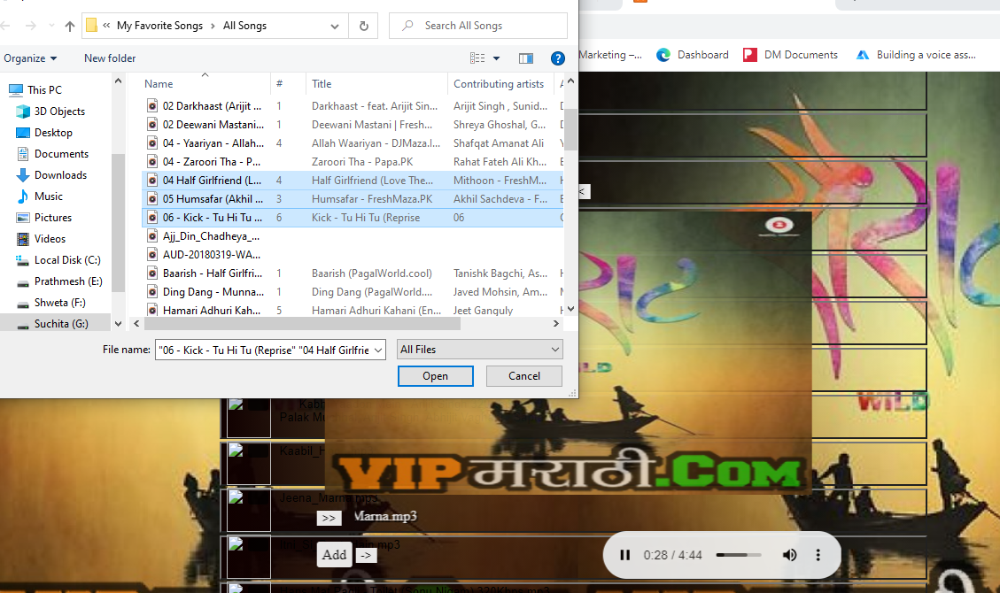 « My Favorite Songs › All Songs
Search All Songs
Organize
New folder
Marketing –...
Dashboard
DM Documents
Building a voice ass...
This PC
3D Objects
Desktop
Documents
Downloads
Music
Pictures
Videos
Local Disk (C:)
Prathmesh (E:)
Shweta (F:)
Suchita (G:)
Name # Title Contributing artists
02 Darkhaast (Arijit ... 1 Darkhaast - feat. Arijit Sin... Arijit Singh , Sunid...
02 Deewani Mastani... 1 Deewani Mastani | Fresh... Shreya Ghoshal, G...
04 - Yaariyan - Allah... 4 Allah Waariyan - DJMaza.I... Shafqat Amanat Ali
04 - Zaroori Tha - P... Zaroori Tha - Papa.PK Rahat Fateh Ali Kh...
04 Half Girlfriend (L... 4 Half Girlfriend (Love The... Mithoon - FreshM...
05 Humsafar (Akhil ... 3 Humsafar - FreshMaza.PK Akhil Sachdeva - F...
06 - Kick - Tu Hi Tu ... 6 Kick - Tu Hi Tu (Reprise 06
Ajj_Din_Chadheya_...
AUD-20180319-WA...
Baarish - Half Girlfri... 1 Baarish (PagalWorld.cool) Tanishk Bagchi, As...
Ding Dang - Munna... 1 Ding Dang (PagalWorld.... Javed Mohsin, Am...
Hamari Adhuri Kah... 5 Hamari Adhuri Kahani (En... Jeet Ganguly
File name: "06 - Kick - Tu Hi Tu (Reprise" "04 Half Girlfrie
All Files
Open
Cancel
<
WILD
Palak M
Kaabil_H
VIPमराठी.Com
Jeena_Marna.mp3
>> Marna.mp3
Add ->
0:28 / 4:44